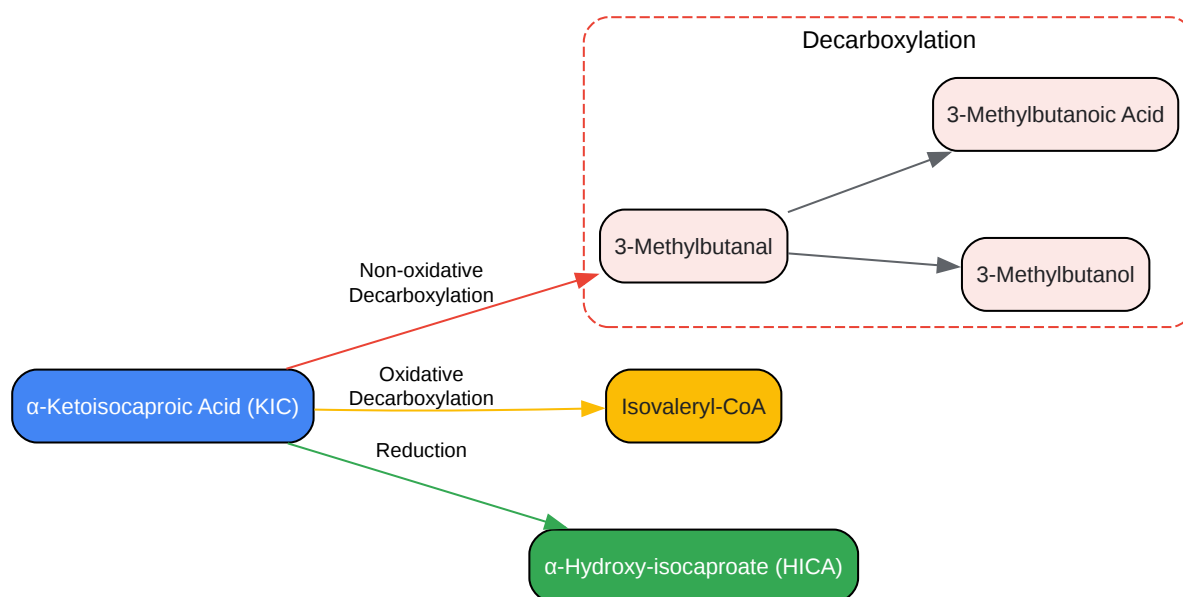 Decarboxylation
3-Methylbutanoic Acid
3-Methylbutanal
3-Methylbutanol
Non-oxidative
Decarboxylation
α-Ketoisocaproic Acid (KIC)
Oxidative
Decarboxylation
Isovaleryl-CoA
Reduction
α-Hydroxy-isocaproate (HICA)